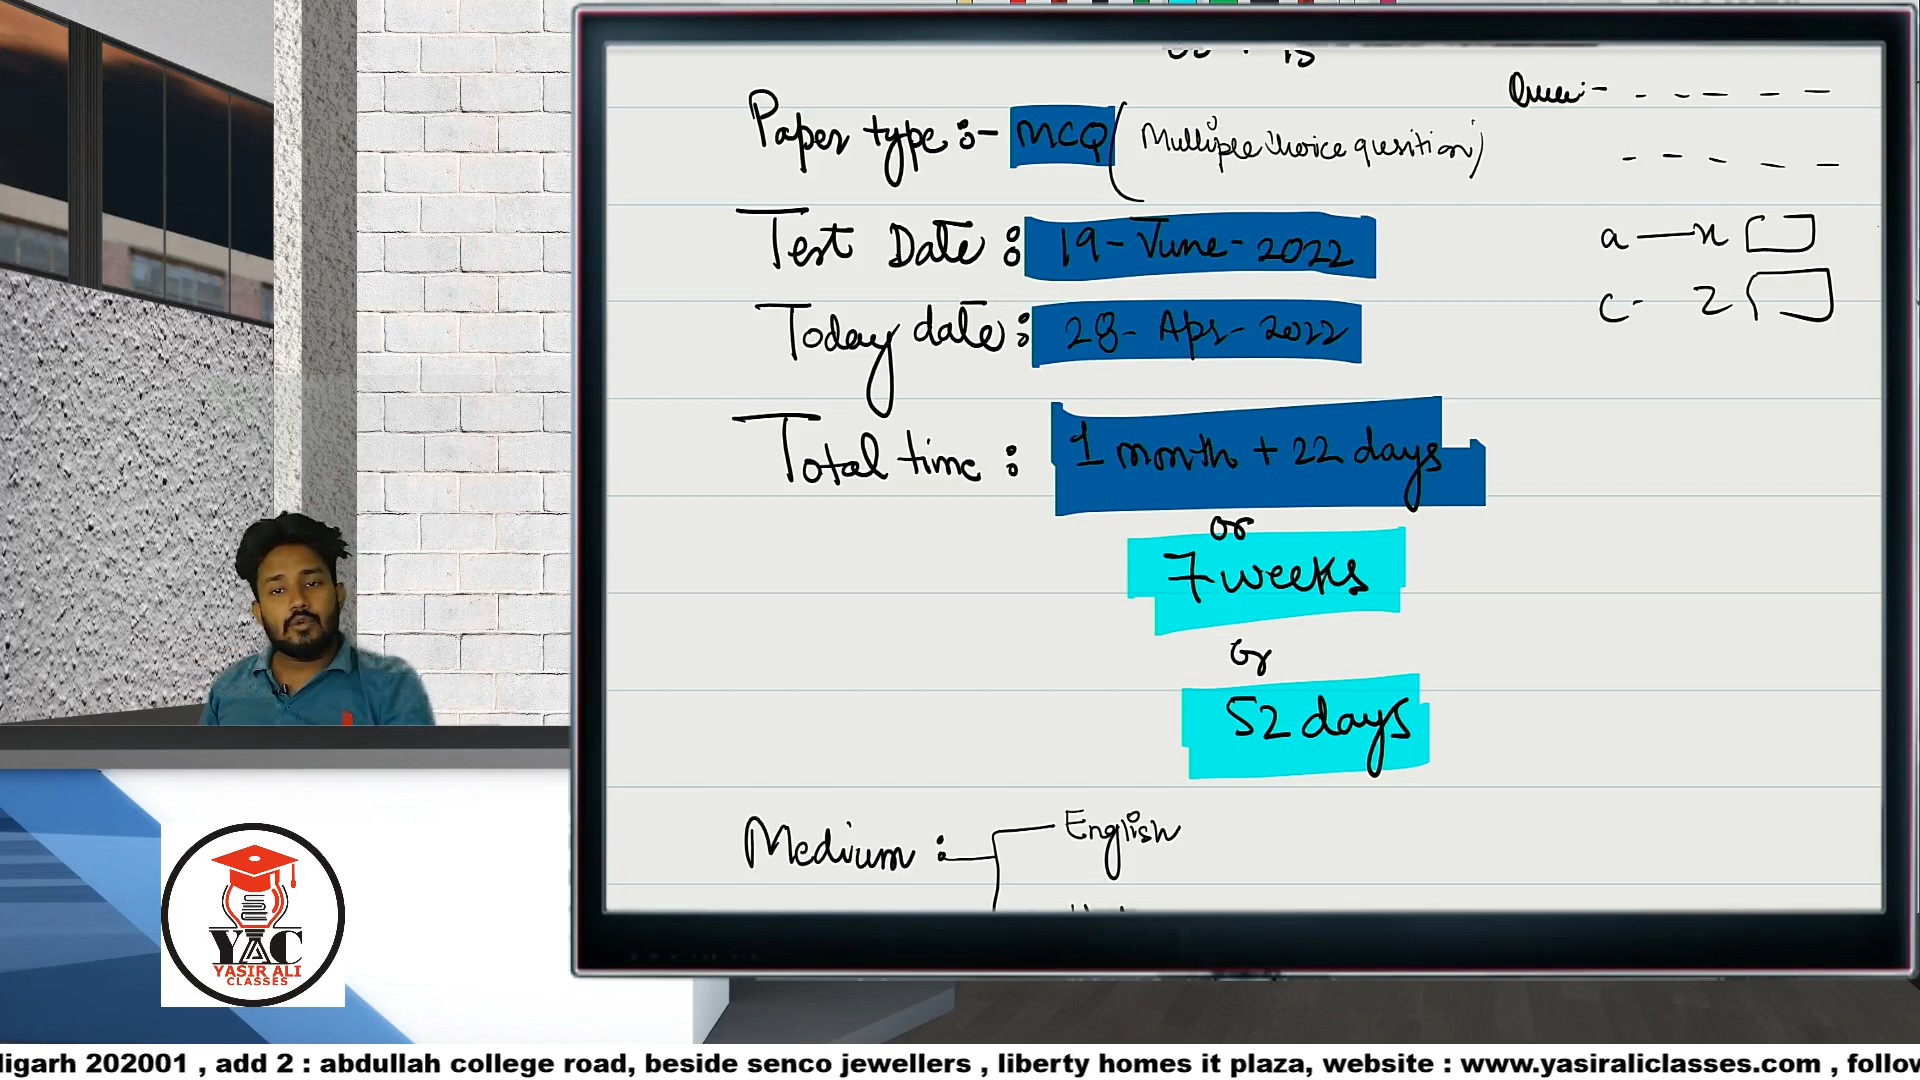 Ques:-
Paper type :- MCQ ( Multiple choice quesition)
Test Date : 19-June-2022
a — x
Today date : 28-Apr-2022
c - z
Total time : 1 month + 22 days
or
7 weeks
or
52 days
Medium : English
YAC
YASIR ALI
CLASSES
ligarh 202001 , add 2 : abdullah college road, beside senco jewellers , liberty homes it plaza, website : www.yasiraliclasses.com , follow